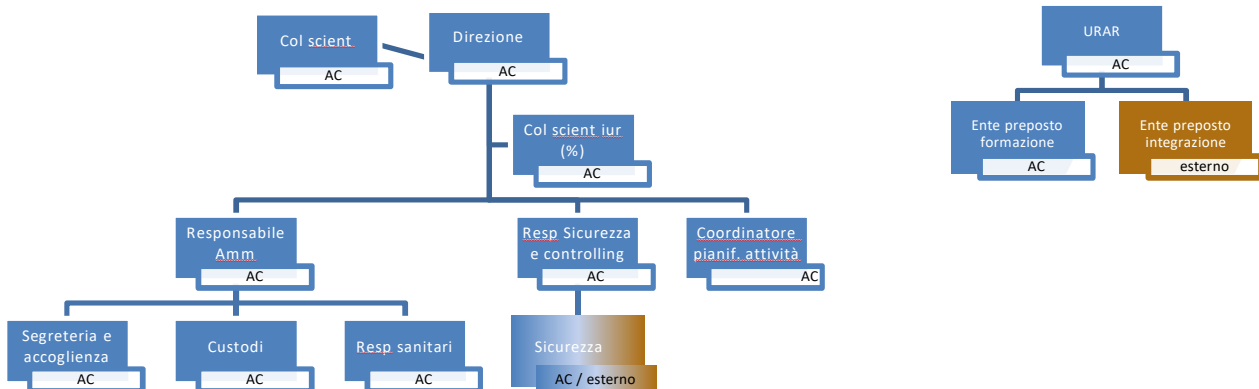 Col scient
AC
Direzione
AC
URAR
AC
Col scient iur
(%)
AC
Ente preposto
formazione
AC
Ente preposto
integrazione
esterno
Responsabile
Amm
AC
Resp Sicurezza
e controlling
AC
Coordinatore
pianif. attività
AC
Segreteria e
accoglienza
AC
Custodi
AC
Resp sanitari
AC
Sicurezza
AC / esterno